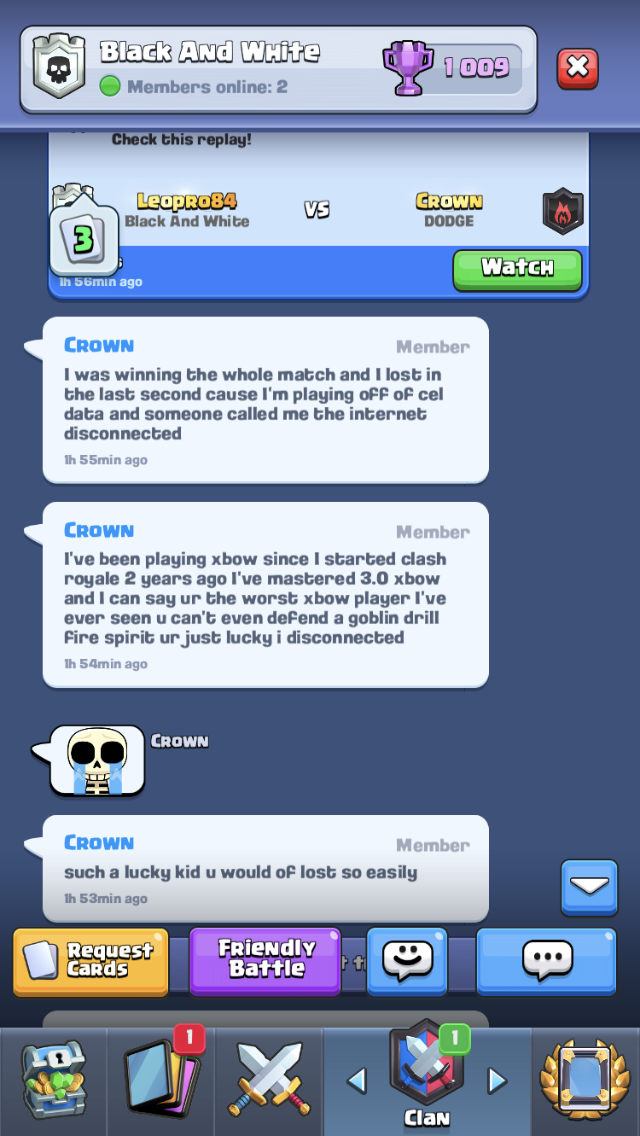 Black And White
1 009
Members online: 2
Check this replay!
Leopro84
vs
Crown
Black And White
DODGE
3
1h 56min ago
Watch
Crown
Member
I was winning the whole match and I lost in
the last second cause I'm playing off of cel
data and someone called me the internet
disconnected
1h 55min ago
Crown
Member
I've been playing xbow since I started clash
royale 2 years ago I've mastered 3.0 xbow
and I can say ur the worst xbow player I've
ever seen u can't even defend a goblin drill
fire spirit ur just lucky i disconnected
1h 54min ago
Crown
Crown
Member
such a lucky kid u would of lost so easily
1h 53min ago
Request
Cards
Friendly
Battle
1
1
Clan